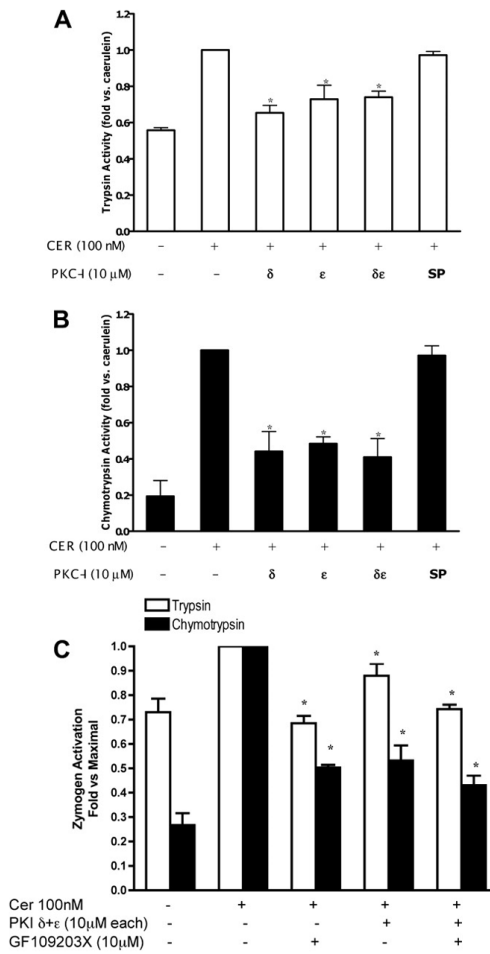 A
Trypsin Activity (fold vs. caerulein)
1.2
1.0
0.8
0.6
0.4
0.2
0.0
* * *
CER (100 nM) – + + + + +
PKC-I (10 μM) – – δ ε δε SP
B
Chymotrypsin Activity (fold vs. caerulein)
1.2
1.0
0.8
0.6
0.4
0.2
0.0
* * *
CER (100 nM) – + + + + +
PKC-I (10 μM) – – δ ε δε SP
Trypsin
Chymotrypsin
C
Zymogen Activation
Fold vs Maximal
1.0
0.9
0.8
0.7
0.6
0.5
0.4
0.3
0.2
0.1
0.0
* * * * * *
Cer 100nM - + + + +
PKI δ+ε (10μM each) - - - + +
GF109203X (10μM) - - + - +